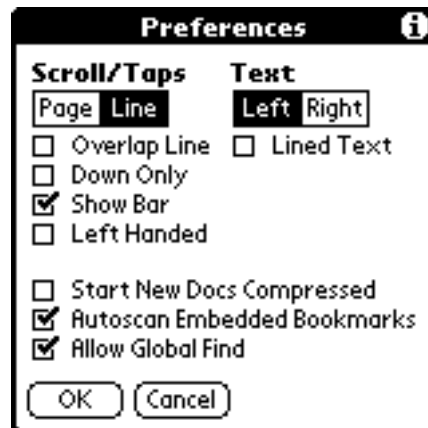 Preferences
Scroll/Taps Text
Page Line Left Right
Overlap Line Lined Text
Down Only
Show Bar
Left Handed
Start New Docs Compressed
Autoscan Embedded Bookmarks
Allow Global Find
OK Cancel